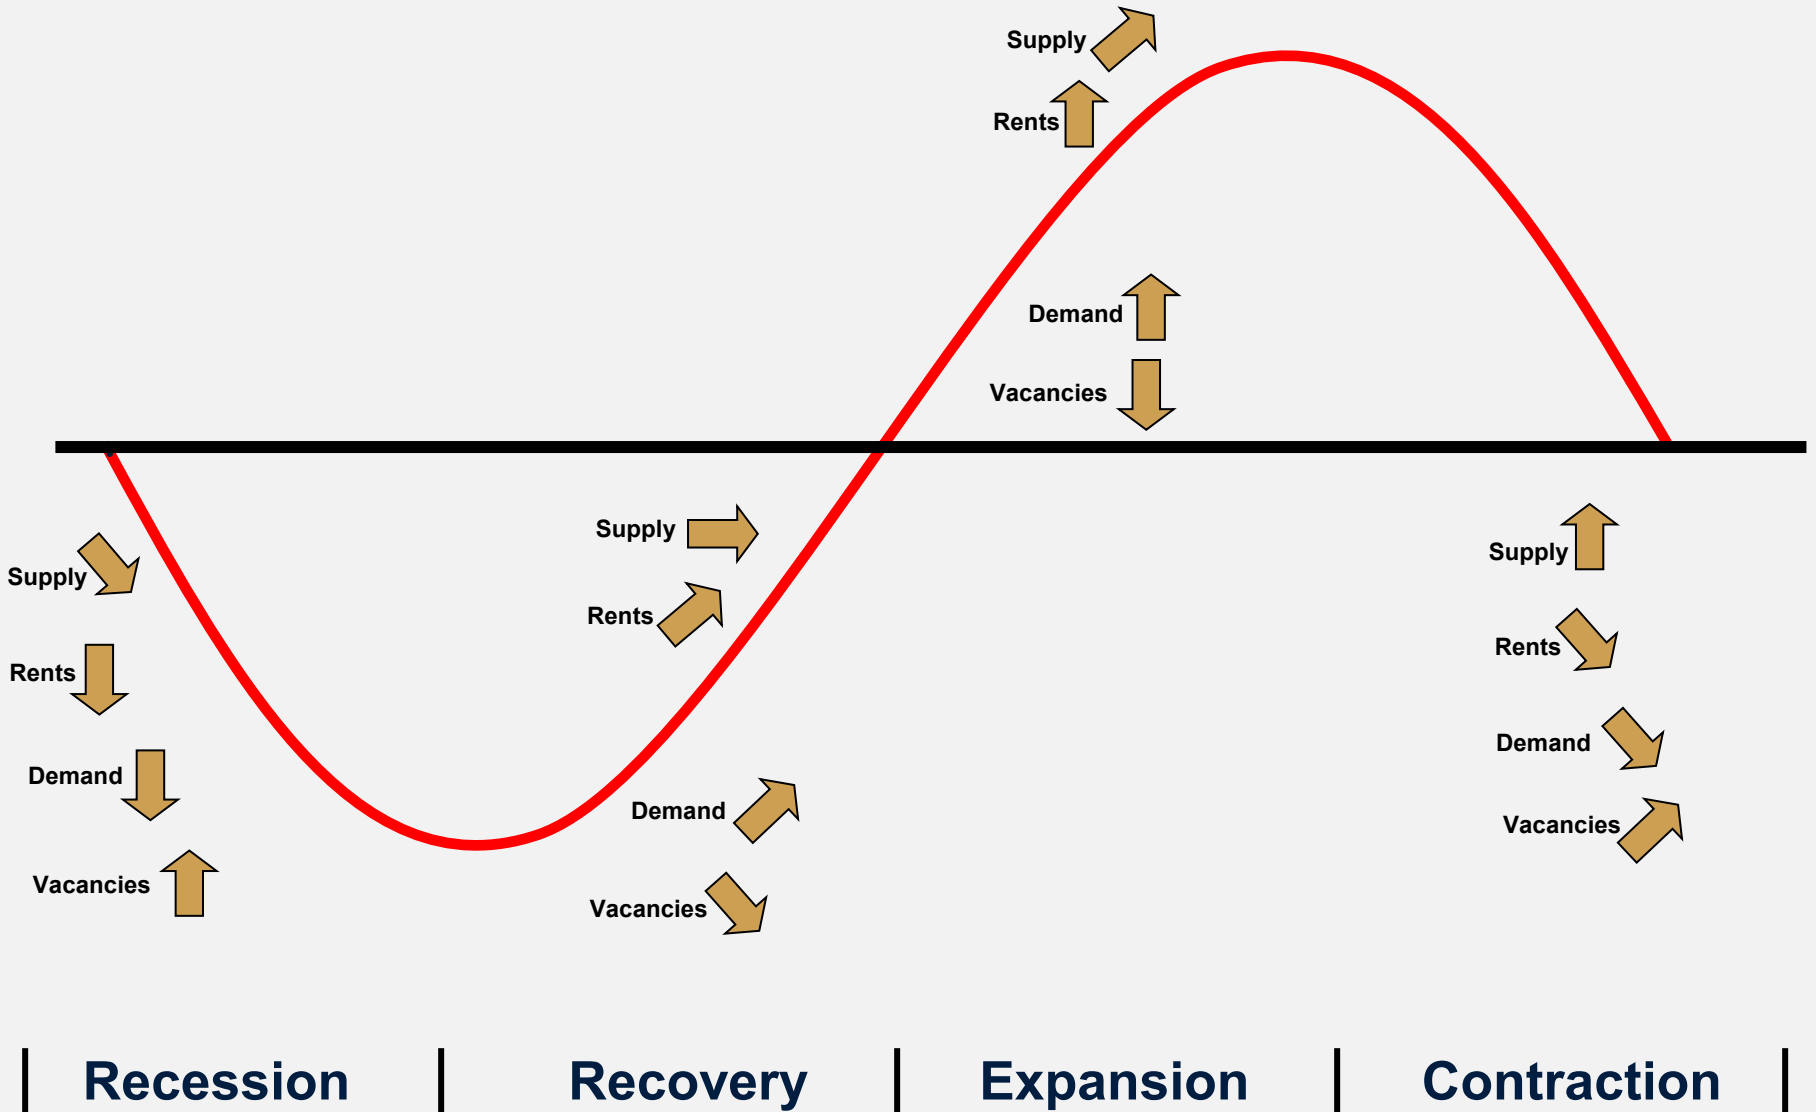 Supply
Rents
Demand
Vacancies
Supply
Rents
Demand
Vacancies
Supply
Rents
Demand
Vacancies
Supply
Rents
Demand
Vacancies
Recession
Recovery
Expansion
Contraction